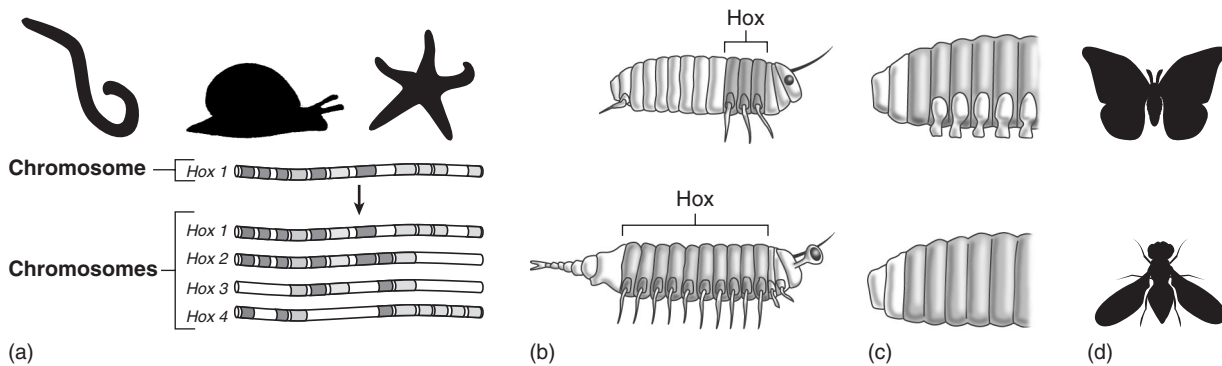 Hox
Hox
Chromosome
Hox 1
Hox 1
Hox 2
Chromosomes
Hox 3
Hox 4
(a)
(b)
(c)
(d)